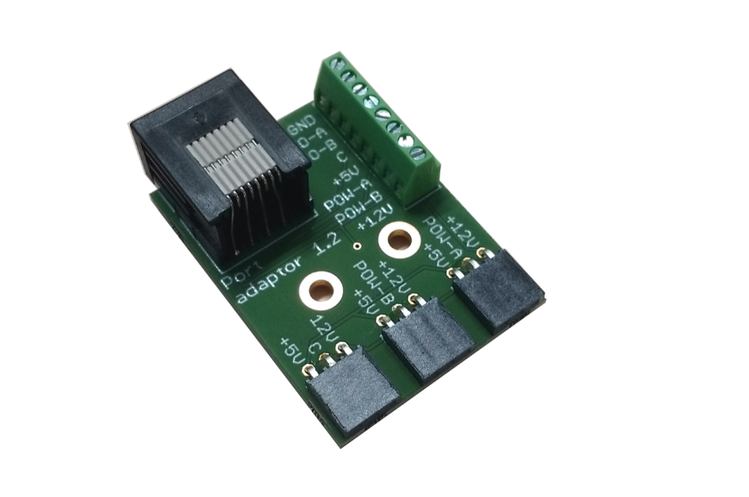 GND
O-A
O-B
C
+5V
POW-A
POW-B
+12V
Port
adaptor 1.2
+12V
POW-A
+5V
+12V
POW-B
+5V
12V
C
+5V